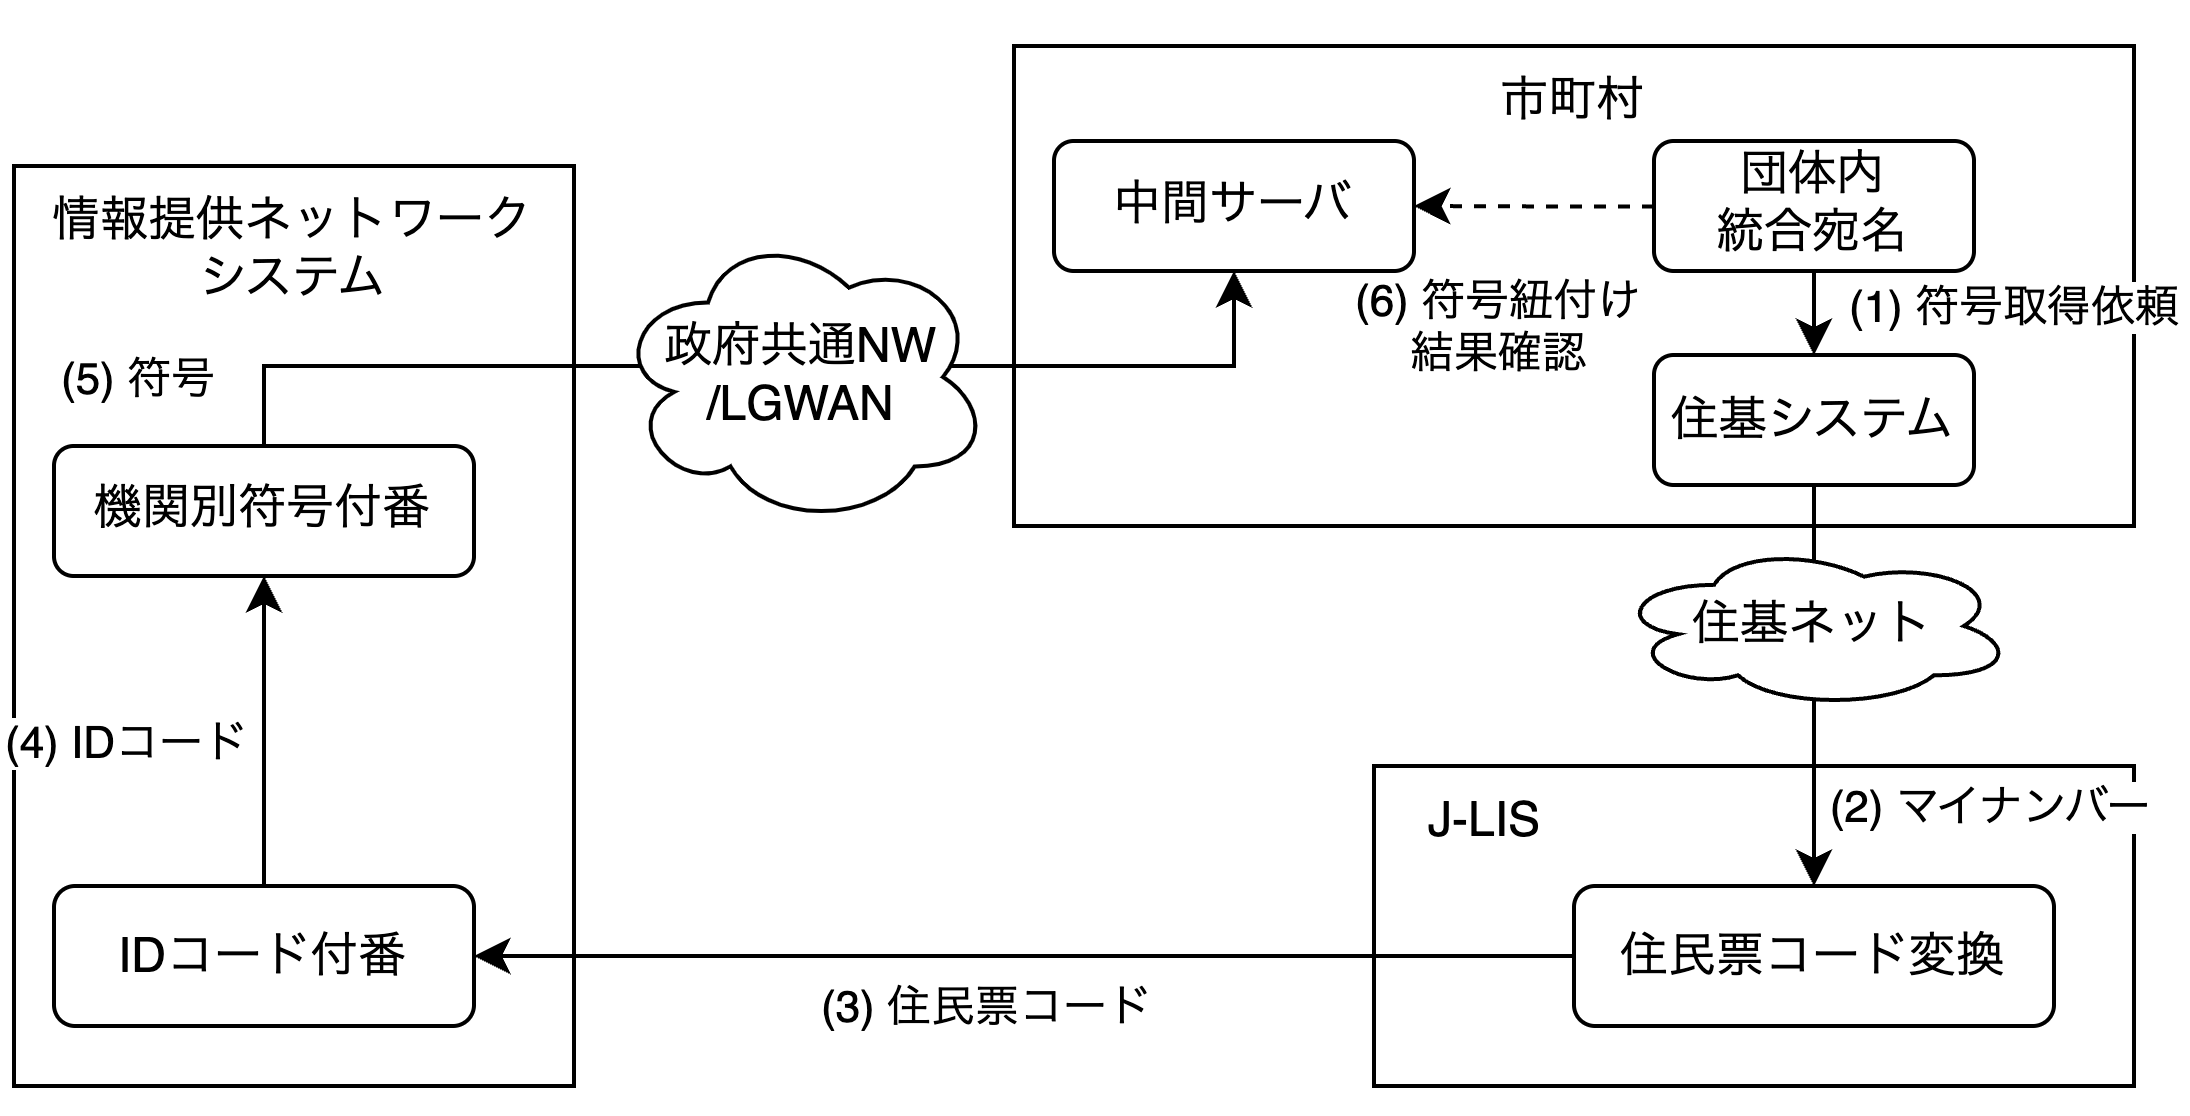 市町村
中間サーバ
団体内
統合宛名
情報提供ネットワーク
システム
(6) 符号紐付け
結果確認
(1) 符号取得依頼
政府共通NW
/LGWAN
(5) 符号
住基システム
機関別符号付番
住基ネット
(4) IDコード
J-LIS
(2) マイナンバー
IDコード付番
住民票コード変換
(3) 住民票コード